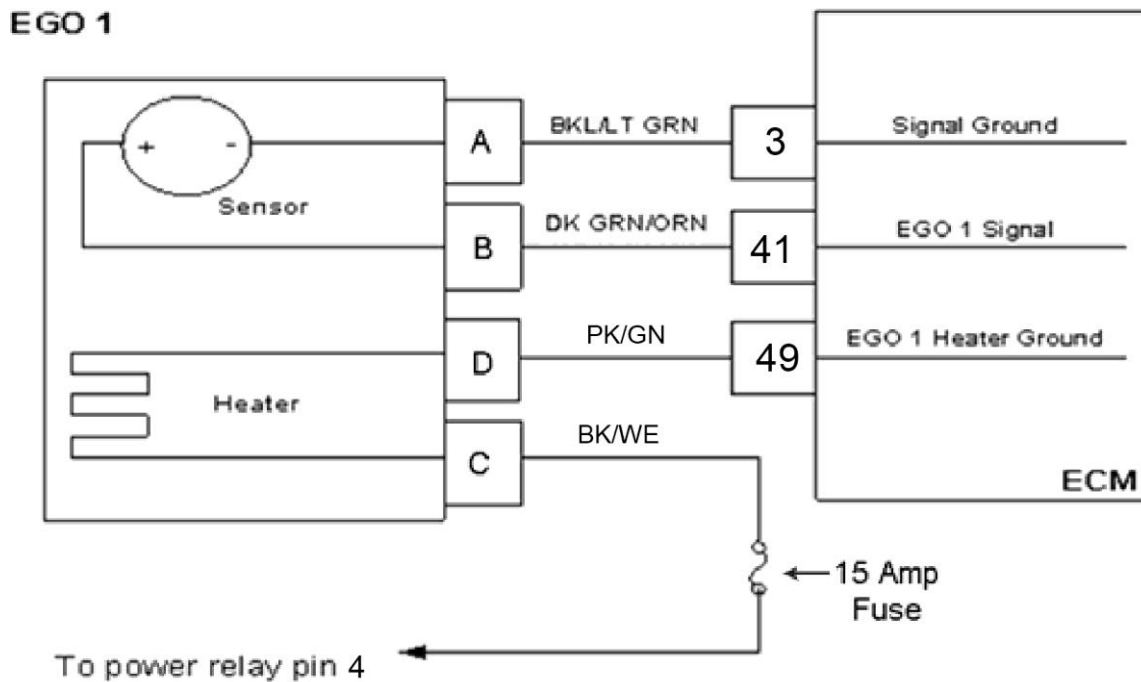 EGO 1
A
BKL/LT GRN
3
Signal Ground
+ -
Sensor
B
DK GRN/ORN
41
EGO 1 Signal
D
PK/GN
49
EGO 1 Heater Ground
Heater
C
BK/WE
ECM
15 Amp
Fuse
To power relay pin 4